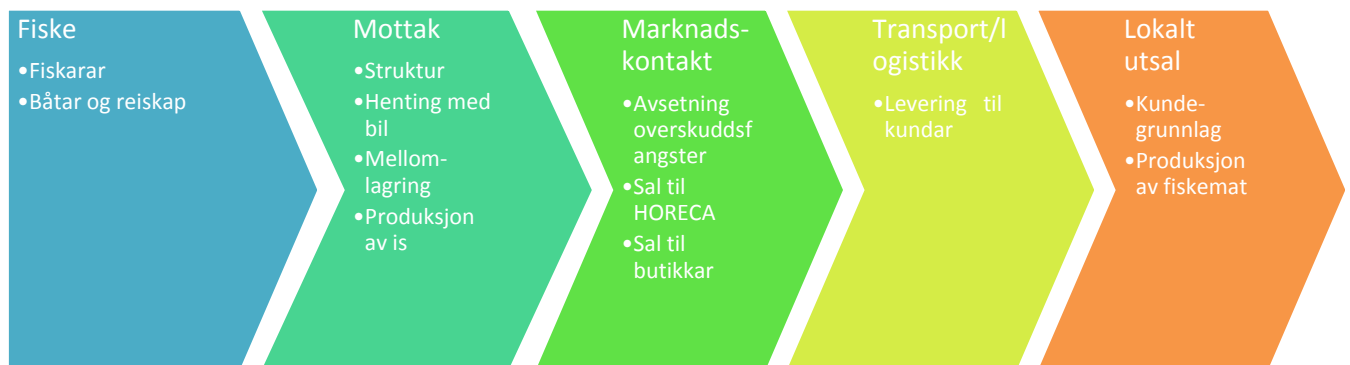 Fiske
•Fiskarar
•Båtar og reiskap
Mottak
•Struktur
•Henting med
bil
•Mellom-
lagring
•Produksjon
av is
Marknads-
kontakt
•Avsetning
overskuddsf
angster
•Sal til
HORECA
•Sal til
butikkar
Transport/l
ogistikk
•Levering til
kundar
Lokalt
utsal
•Kunde-
grunnlag
•Produksjon
av fiskemat